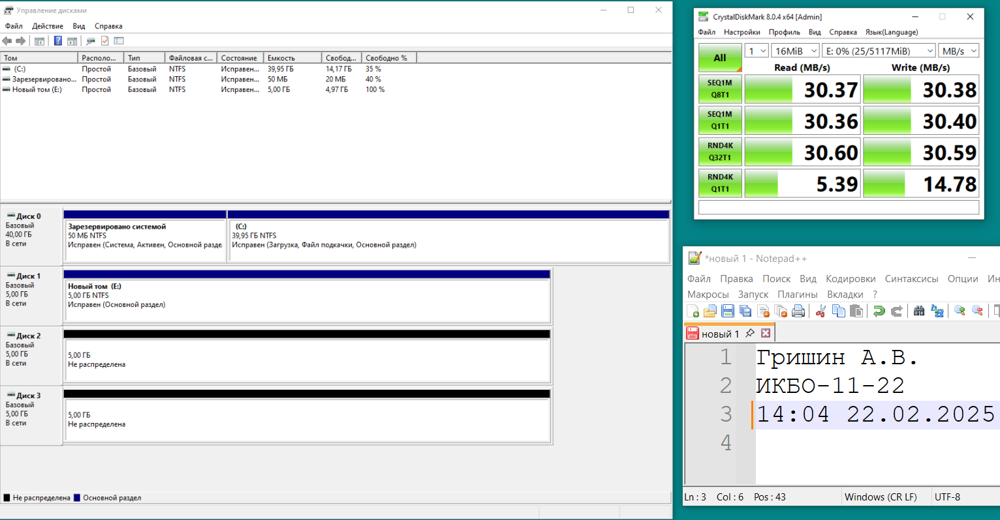 Управление дисками
Файл Действие Вид Справка
Том Располо... Тип Файловая с... Состояние Емкость Свобод... Свободно %
(C:) Простой Базовый NTFS Исправен... 39,95 ГБ 14,17 ГБ 35 %
Зарезервировано... Простой Базовый NTFS Исправен... 50 МБ 20 МБ 40 %
Новый том (E:) Простой Базовый NTFS Исправен... 5,00 ГБ 4,97 ГБ 100 %
Диск 0
Базовый
40,00 ГБ
В сети
Зарезервировано системой
50 МБ NTFS
Исправен (Система, Активен, Основной разде
(C:)
39,95 ГБ NTFS
Исправен (Загрузка, Файл подкачки, Основной раздел)
Диск 1
Базовый
5,00 ГБ
В сети
Новый том (E:)
5,00 ГБ NTFS
Исправен (Основной раздел)
Диск 2
Базовый
5,00 ГБ
В сети
5,00 ГБ
Не распределена
Диск 3
Базовый
5,00 ГБ
В сети
5,00 ГБ
Не распределена
Не распределена Основной раздел
CrystalDiskMark 8.0.4 x64 [Admin]
Файл Настройки Профиль Вид Справка Язык(Language)
All 1 16MiB E: 0% (25/5117MiB) MB/s
Read (MB/s) Write (MB/s)
SEQ1M Q8T1 30.37 30.38
SEQ1M Q1T1 30.36 30.40
RND4K Q32T1 30.60 30.59
RND4K Q1T1 5.39 14.78
*новый 1 - Notepad++
Файл Правка Поиск Вид Кодировки Синтаксисы Опции Ин
Макросы Запуск Плагины Вкладки ?
новый 1
1 Гришин А.В.
2 ИКБО-11-22
3 14:04 22.02.2025
4
Ln : 3 Col : 6 Pos : 43 Windows (CR LF) UTF-8